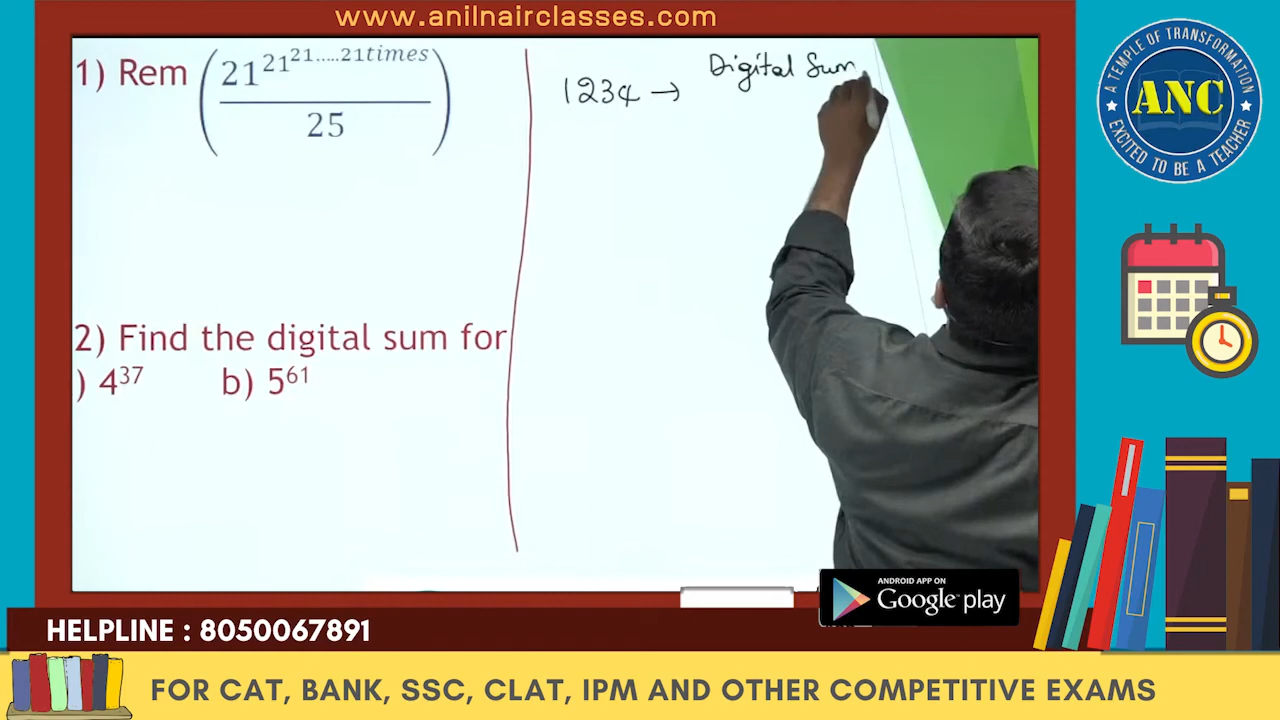 www.anilnairclasses.com
1) Rem (21^21^21.....21times / 25)
1234 →
Digital Sum
2) Find the digital sum for
) 4^37 b) 5^61
A TEMPLE OF TRANSFORMATION
ANC
EXCITED TO BE A TEACHER
ANDROID APP ON
Google play
HELPLINE : 8050067891
FOR CAT, BANK, SSC, CLAT, IPM AND OTHER COMPETITIVE EXAMS